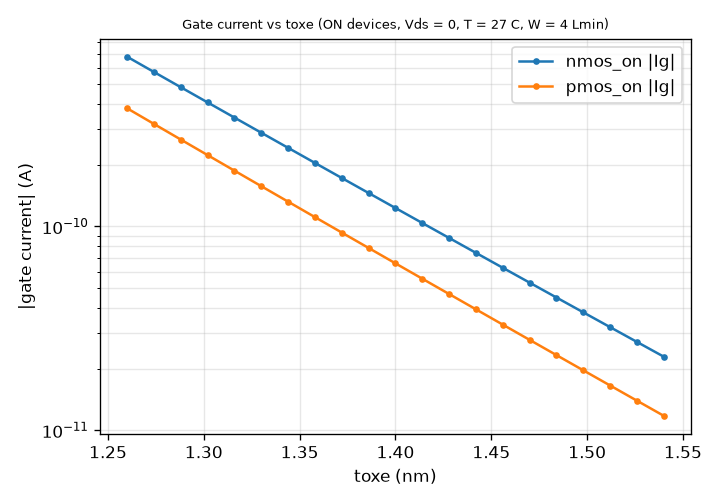 Gate current vs toxe (ON devices, Vds = 0, T = 27 C, W = 4 Lmin)
nmos_on |Ig|
pmos_on |Ig|
|gate current| (A)
10⁻¹⁰
10⁻¹¹
1.25 1.30 1.35 1.40 1.45 1.50 1.55
toxe (nm)